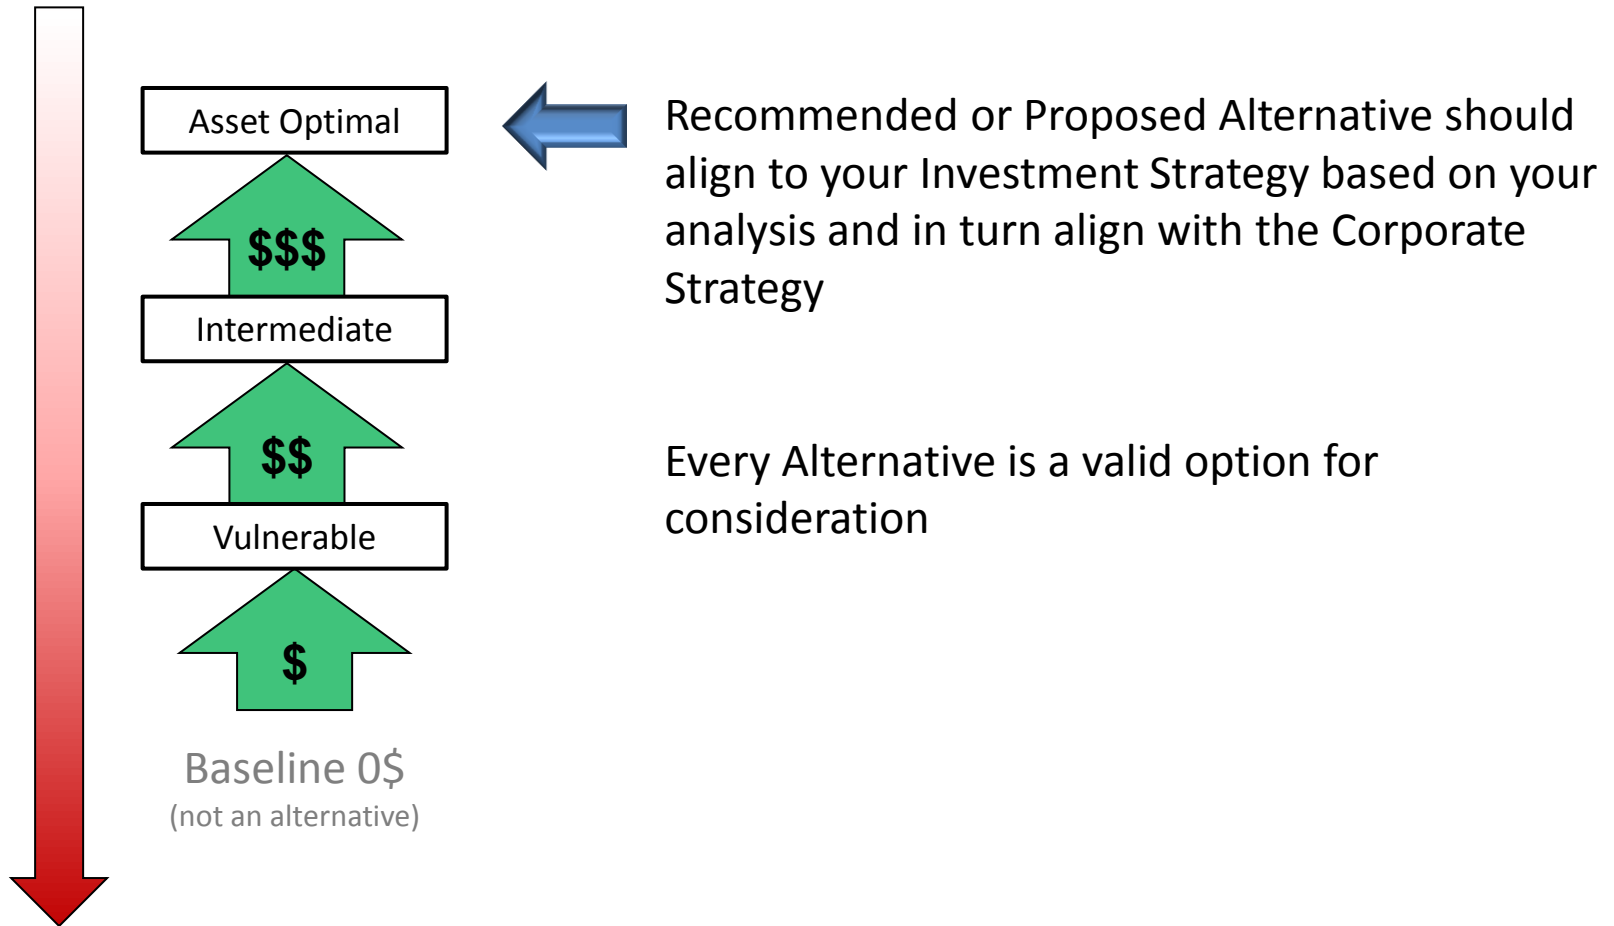 Asset Optimal
Recommended or Proposed Alternative should
align to your Investment Strategy based on your
analysis and in turn align with the Corporate
Strategy
$$$
Intermediate
$$
Every Alternative is a valid option for
consideration
Vulnerable
$
Baseline 0$
(not an alternative)